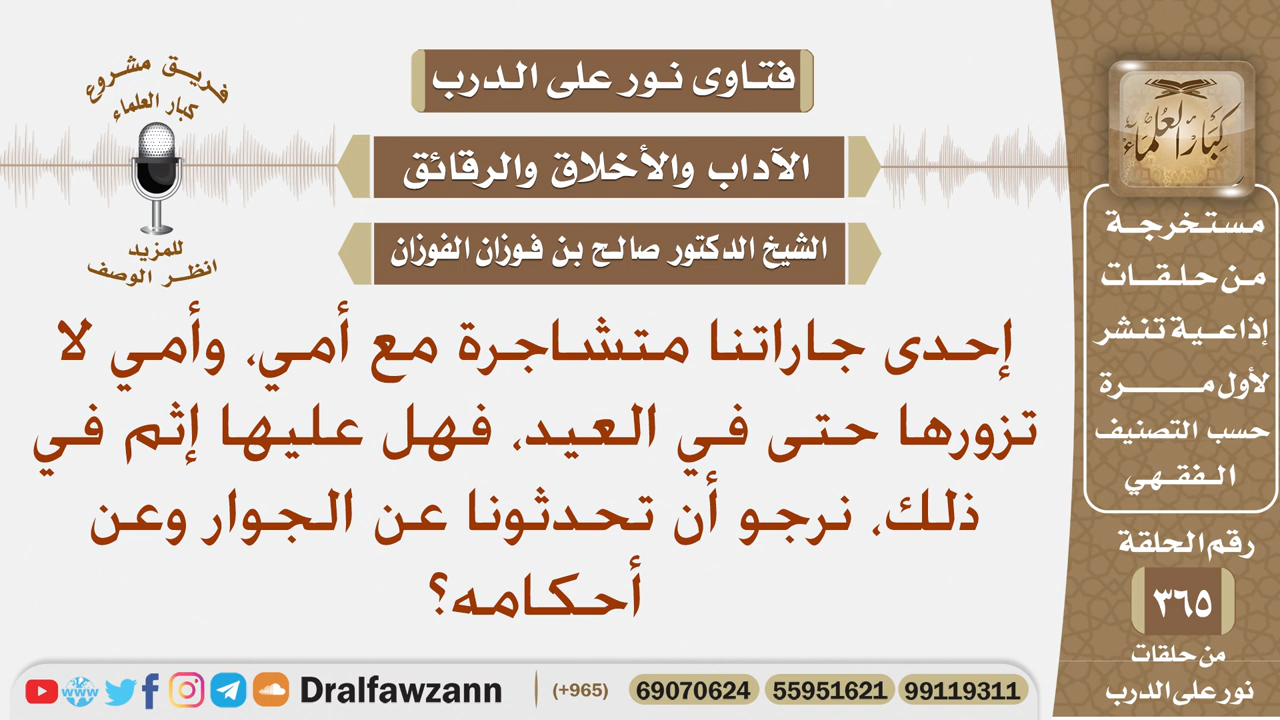 فريق مشروع
كبار العلماء
للمزيد
انظر الوصف
فتاوى نور على الدرب
الآداب والأخلاق والرقائق
الشيخ الدكتور صالح بن فوزان الفوزان
إحدى جاراتنا متشاجرة مع أمي، وأمي لا
تزورها حتى في العيد، فهل عليها إثم في
ذلك، نرجو أن تحدثونا عن الجوار وعن
أحكامه؟
كبار العلماء
مستخرجة
من حلقات
إذاعية تنشر
لأول مرة
حسب التصنيف
الفقهي
رقم الحلقة
٣٦٥
من حلقات
نور على الدرب
www Dralfawzann (+965) 69070624 55951621 99119311